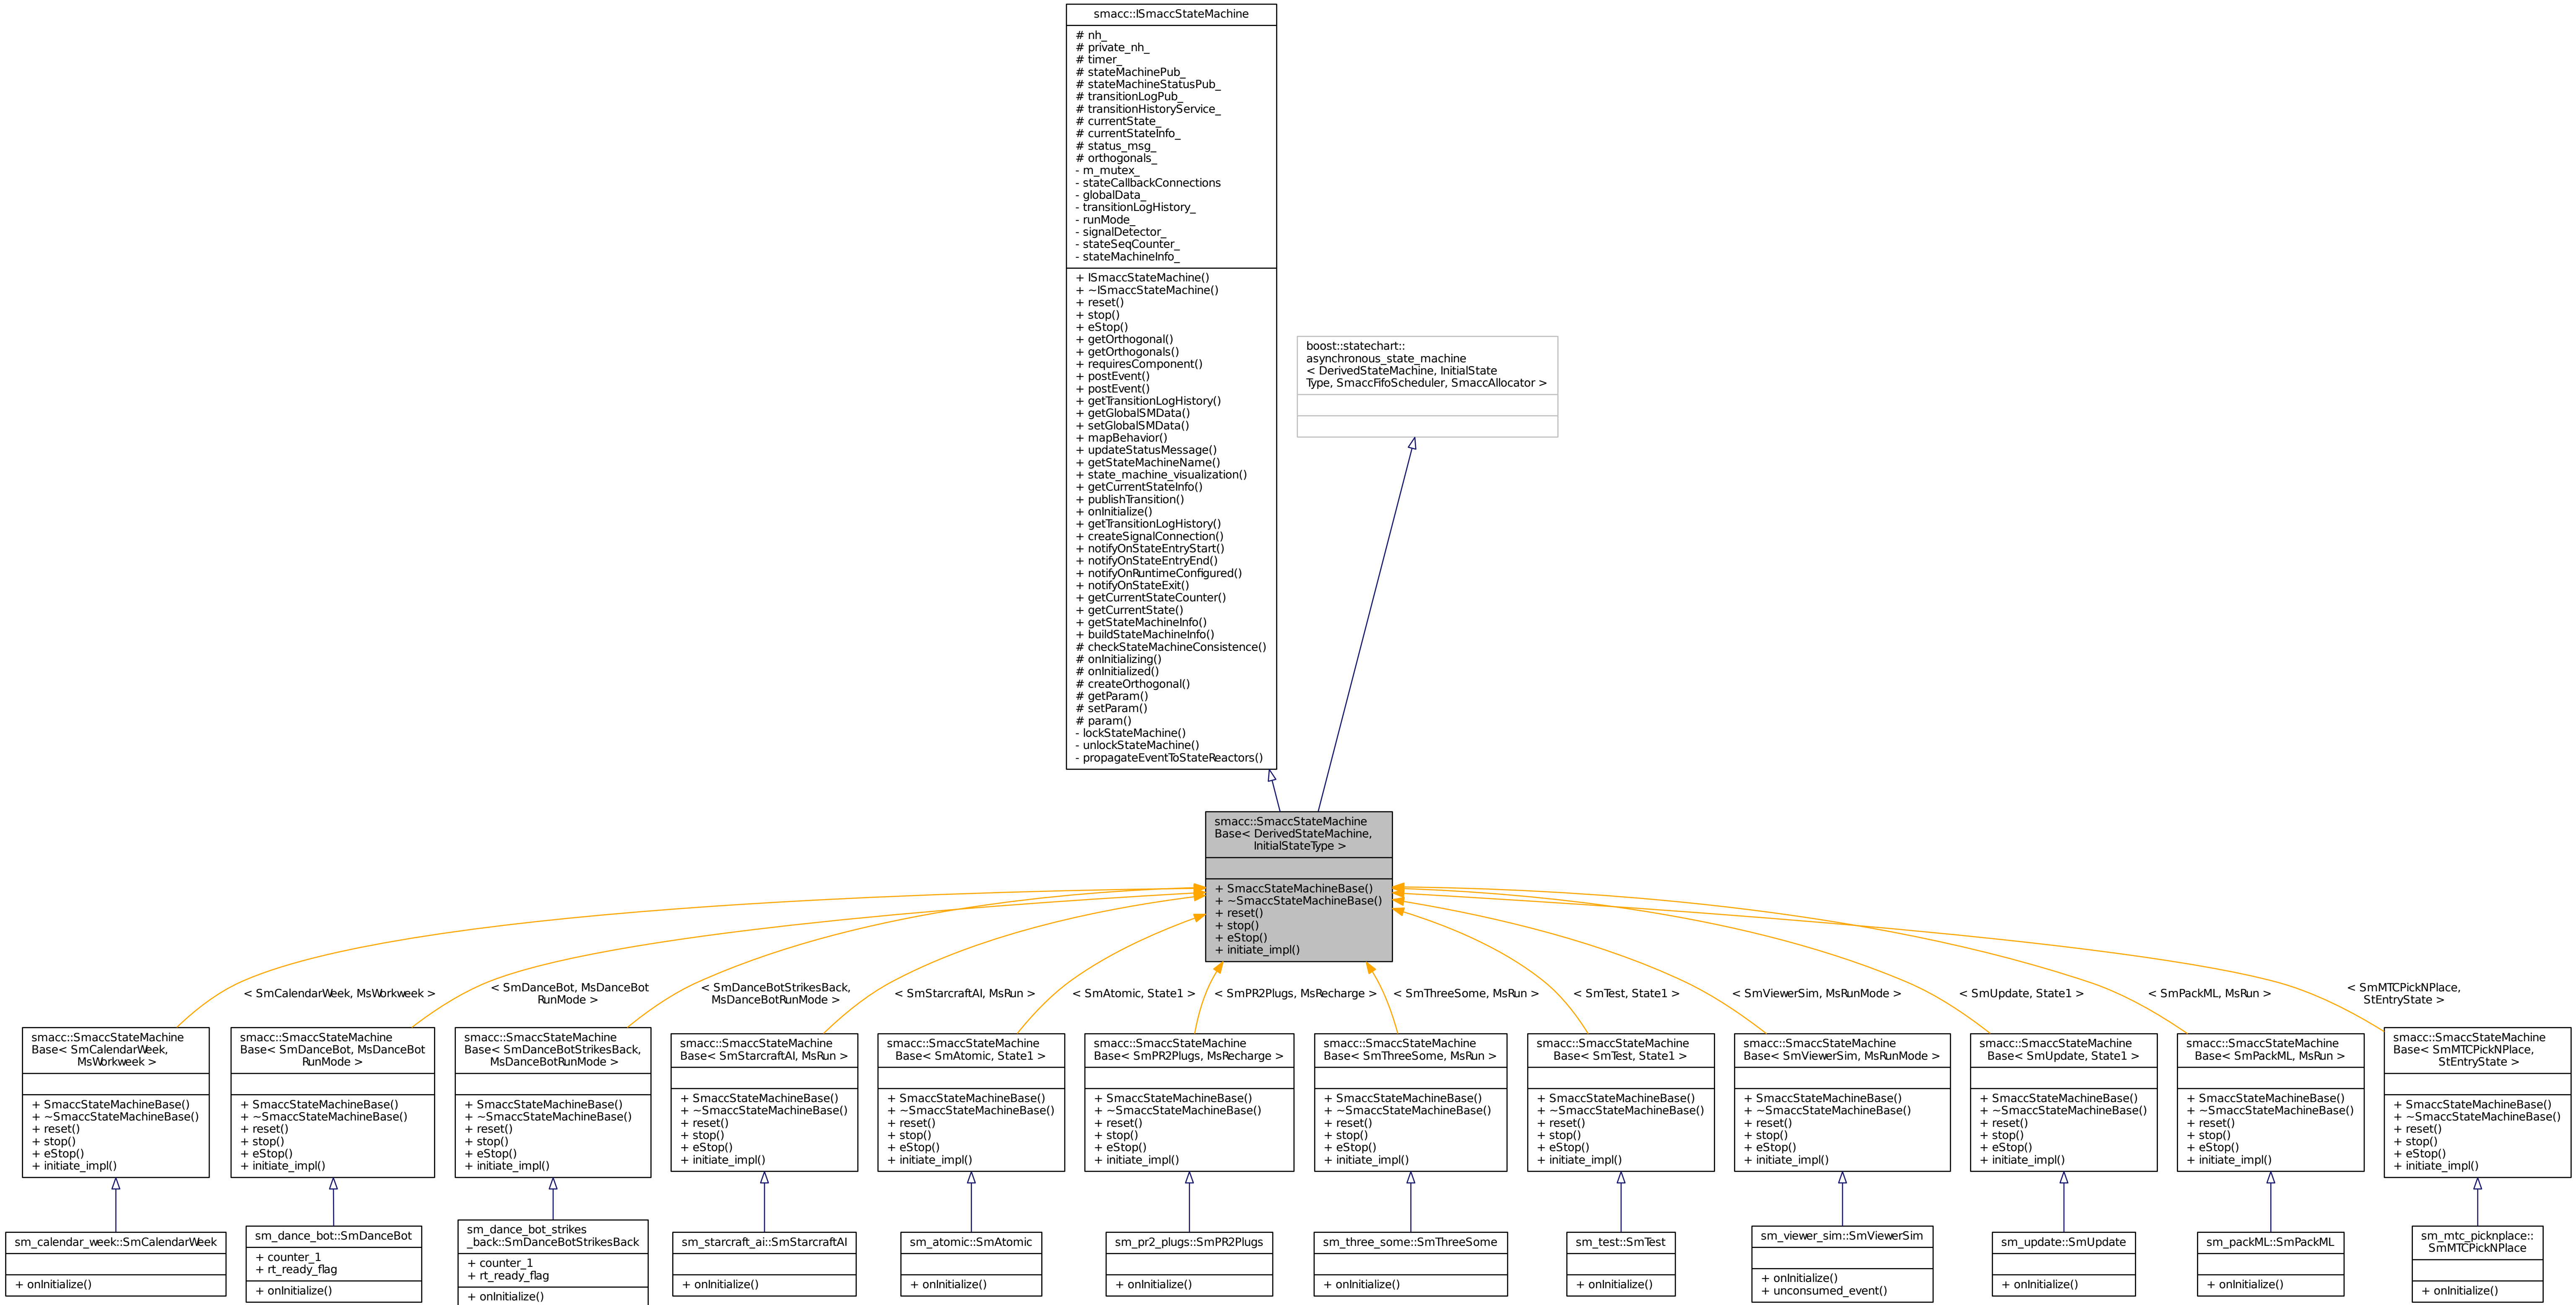 smacc::ISmaccStateMachine
# nh_
# private_nh_
# timer_
# stateMachinePub_
# stateMachineStatusPub_
# transitionLogPub_
# transitionHistoryService_
# currentState_
# currentStateInfo_
# status_msg_
# orthogonals_
- m_mutex_
- stateCallbackConnections
- globalData_
- transitionLogHistory_
- runMode_
- signalDetector_
- stateSeqCounter_
- stateMachineInfo_
+ ISmaccStateMachine()
+ ~ISmaccStateMachine()
+ reset()
+ stop()
+ eStop()
+ getOrthogonal()
+ getOrthogonals()
+ requiresComponent()
+ postEvent()
+ postEvent()
+ getTransitionLogHistory()
+ getGlobalSMData()
+ setGlobalSMData()
+ mapBehavior()
+ updateStatusMessage()
+ getStateMachineName()
+ state_machine_visualization()
+ getCurrentStateInfo()
+ publishTransition()
+ onInitialize()
+ getTransitionLogHistory()
+ createSignalConnection()
+ notifyOnStateEntryStart()
+ notifyOnStateEntryEnd()
+ notifyOnRuntimeConfigured()
+ notifyOnStateExit()
+ getCurrentStateCounter()
+ getCurrentState()
+ getStateMachineInfo()
+ buildStateMachineInfo()
# checkStateMachineConsistence()
# onInitializing()
# onInitialized()
# createOrthogonal()
# getParam()
# setParam()
# param()
- lockStateMachine()
- unlockStateMachine()
- propagateEventToStateReactors()
boost::statechart::
asynchronous_state_machine
< DerivedStateMachine, InitialState
Type, SmaccFifoScheduler, SmaccAllocator >
smacc::SmaccStateMachine
Base< DerivedStateMachine,
InitialStateType >
+ SmaccStateMachineBase()
+ ~SmaccStateMachineBase()
+ reset()
+ stop()
+ eStop()
+ initiate_impl()
< SmCalendarWeek, MsWorkweek >
< SmDanceBot, MsDanceBot
RunMode >
< SmDanceBotStrikesBack,
MsDanceBotRunMode >
< SmStarcraftAI, MsRun >
< SmAtomic, State1 >
< SmPR2Plugs, MsRecharge >
< SmThreeSome, MsRun >
< SmTest, State1 >
< SmViewerSim, MsRunMode >
< SmUpdate, State1 >
< SmPackML, MsRun >
< SmMTCPickNPlace,
StEntryState >
smacc::SmaccStateMachine
Base< SmCalendarWeek,
MsWorkweek >
+ SmaccStateMachineBase()
+ ~SmaccStateMachineBase()
+ reset()
+ stop()
+ eStop()
+ initiate_impl()
smacc::SmaccStateMachine
Base< SmDanceBot, MsDanceBot
RunMode >
+ SmaccStateMachineBase()
+ ~SmaccStateMachineBase()
+ reset()
+ stop()
+ eStop()
+ initiate_impl()
smacc::SmaccStateMachine
Base< SmDanceBotStrikesBack,
MsDanceBotRunMode >
+ SmaccStateMachineBase()
+ ~SmaccStateMachineBase()
+ reset()
+ stop()
+ eStop()
+ initiate_impl()
smacc::SmaccStateMachine
Base< SmStarcraftAI, MsRun >
+ SmaccStateMachineBase()
+ ~SmaccStateMachineBase()
+ reset()
+ stop()
+ eStop()
+ initiate_impl()
smacc::SmaccStateMachine
Base< SmAtomic, State1 >
+ SmaccStateMachineBase()
+ ~SmaccStateMachineBase()
+ reset()
+ stop()
+ eStop()
+ initiate_impl()
smacc::SmaccStateMachine
Base< SmPR2Plugs, MsRecharge >
+ SmaccStateMachineBase()
+ ~SmaccStateMachineBase()
+ reset()
+ stop()
+ eStop()
+ initiate_impl()
smacc::SmaccStateMachine
Base< SmThreeSome, MsRun >
+ SmaccStateMachineBase()
+ ~SmaccStateMachineBase()
+ reset()
+ stop()
+ eStop()
+ initiate_impl()
smacc::SmaccStateMachine
Base< SmTest, State1 >
+ SmaccStateMachineBase()
+ ~SmaccStateMachineBase()
+ reset()
+ stop()
+ eStop()
+ initiate_impl()
smacc::SmaccStateMachine
Base< SmViewerSim, MsRunMode >
+ SmaccStateMachineBase()
+ ~SmaccStateMachineBase()
+ reset()
+ stop()
+ eStop()
+ initiate_impl()
smacc::SmaccStateMachine
Base< SmUpdate, State1 >
+ SmaccStateMachineBase()
+ ~SmaccStateMachineBase()
+ reset()
+ stop()
+ eStop()
+ initiate_impl()
smacc::SmaccStateMachine
Base< SmPackML, MsRun >
+ SmaccStateMachineBase()
+ ~SmaccStateMachineBase()
+ reset()
+ stop()
+ eStop()
+ initiate_impl()
smacc::SmaccStateMachine
Base< SmMTCPickNPlace,
StEntryState >
+ SmaccStateMachineBase()
+ ~SmaccStateMachineBase()
+ reset()
+ stop()
+ eStop()
+ initiate_impl()
sm_calendar_week::SmCalendarWeek
+ onInitialize()
sm_dance_bot::SmDanceBot
+ counter_1
+ rt_ready_flag
+ onInitialize()
sm_dance_bot_strikes
_back::SmDanceBotStrikesBack
+ counter_1
+ rt_ready_flag
+ onInitialize()
sm_starcraft_ai::SmStarcraftAI
+ onInitialize()
sm_atomic::SmAtomic
+ onInitialize()
sm_pr2_plugs::SmPR2Plugs
+ onInitialize()
sm_three_some::SmThreeSome
+ onInitialize()
sm_test::SmTest
+ onInitialize()
sm_viewer_sim::SmViewerSim
+ onInitialize()
+ unconsumed_event()
sm_update::SmUpdate
+ onInitialize()
sm_packML::SmPackML
+ onInitialize()
sm_mtc_picknplace::
SmMTCPickNPlace
+ onInitialize()